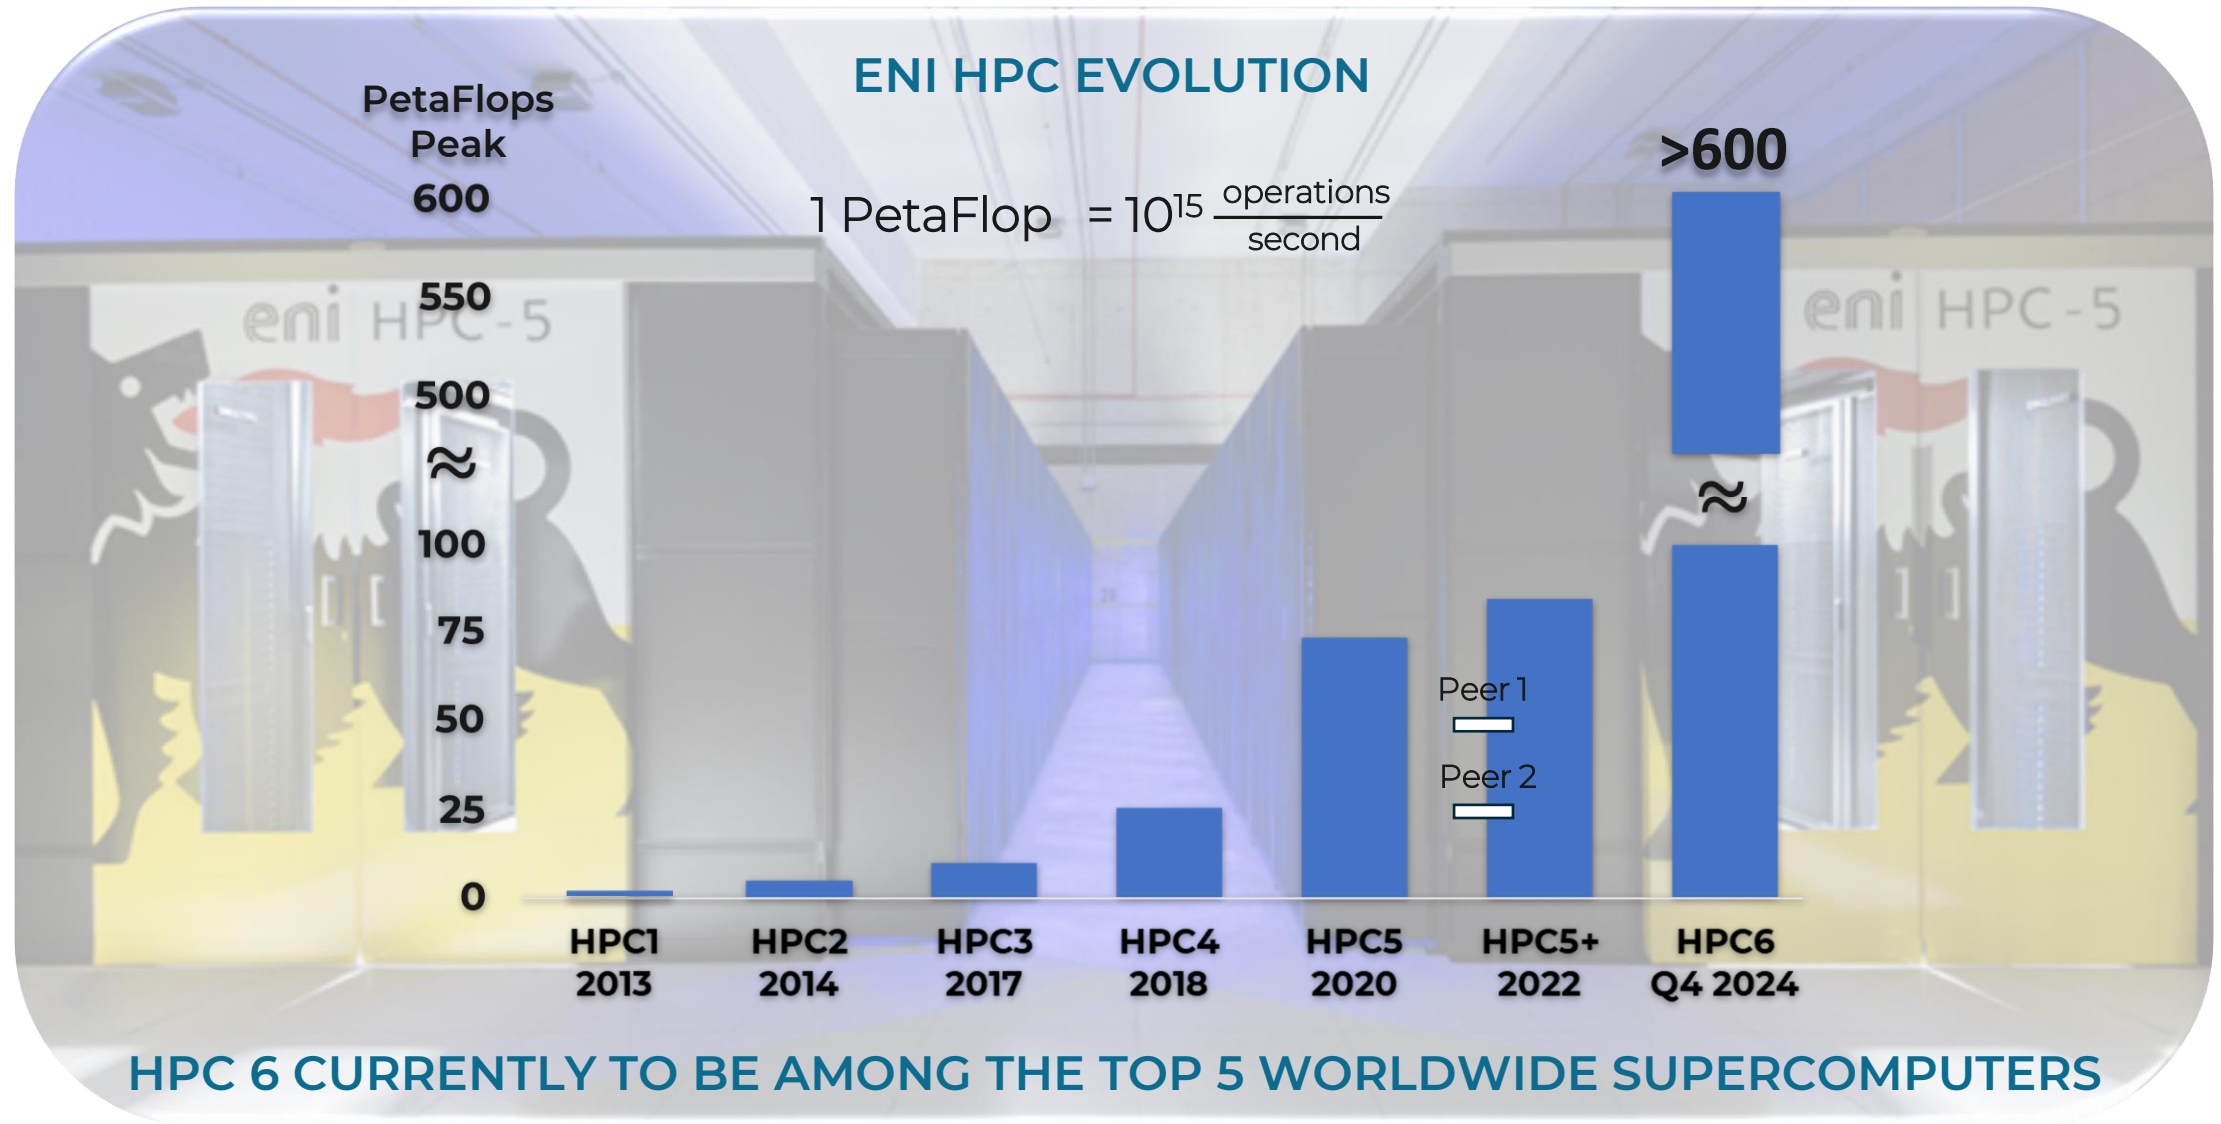 ENI HPC EVOLUTION
PetaFlops
Peak
>600
1 PetaFlop = 10¹⁵ operations
second
600
550
500
≈
100
75
50
25
0
eni HPC-5
eni HPC-5
≈
Peer 1
Peer 2
HPC1
2013
HPC2
2014
HPC3
2017
HPC4
2018
HPC5
2020
HPC5+
2022
HPC6
Q4 2024
HPC 6 CURRENTLY TO BE AMONG THE TOP 5 WORLDWIDE SUPERCOMPUTERS